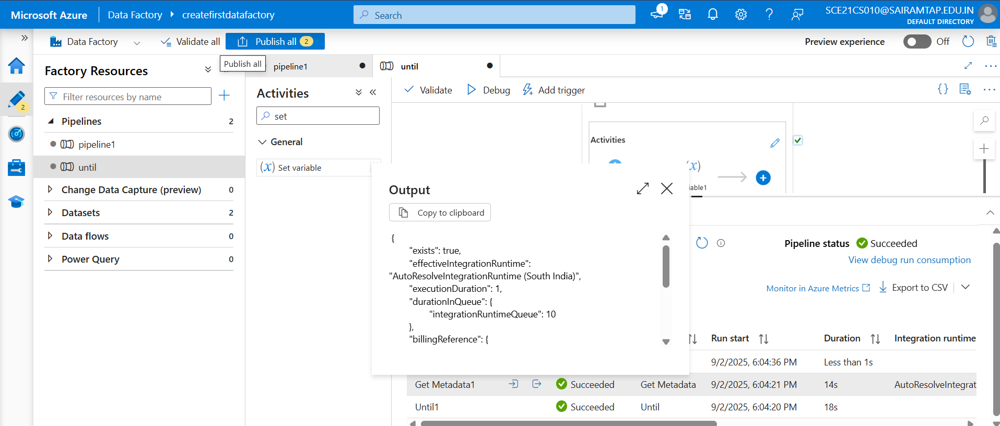 Microsoft Azure
Data Factory
createfirstdatafactory
Search
1
SCE21CS010@SAIRAMTAP.EDU.IN
DEFAULT DIRECTORY
Data Factory
Validate all
Publish all 2
Preview experience
Off
Publish all
2
Factory Resources
Filter resources by name
Pipelines 2
pipeline1
until
Change Data Capture (preview) 0
Datasets 2
Data flows 0
Power Query 0
pipeline1
until
Activities
set
General
(x) Set variable
Validate
Debug
Add trigger
{}
Activities
(x)
iable1
Output
Copy to clipboard
{
"exists": true,
"effectiveIntegrationRuntime":
"AutoResolveIntegrationRuntime (South India)",
"executionDuration": 1,
"durationInQueue": {
"integrationRuntimeQueue": 10
},
"billingReference": {
Pipeline status Succeeded
View debug run consumption
Monitor in Azure Metrics
Export to CSV
Run start Duration Integration runtime
9/2/2025, 6:04:36 PM Less than 1s
Get Metadata1 Succeeded Get Metadata 9/2/2025, 6:04:21 PM 14s AutoResolveIntegrat
Until1 Succeeded Until 9/2/2025, 6:04:20 PM 18s